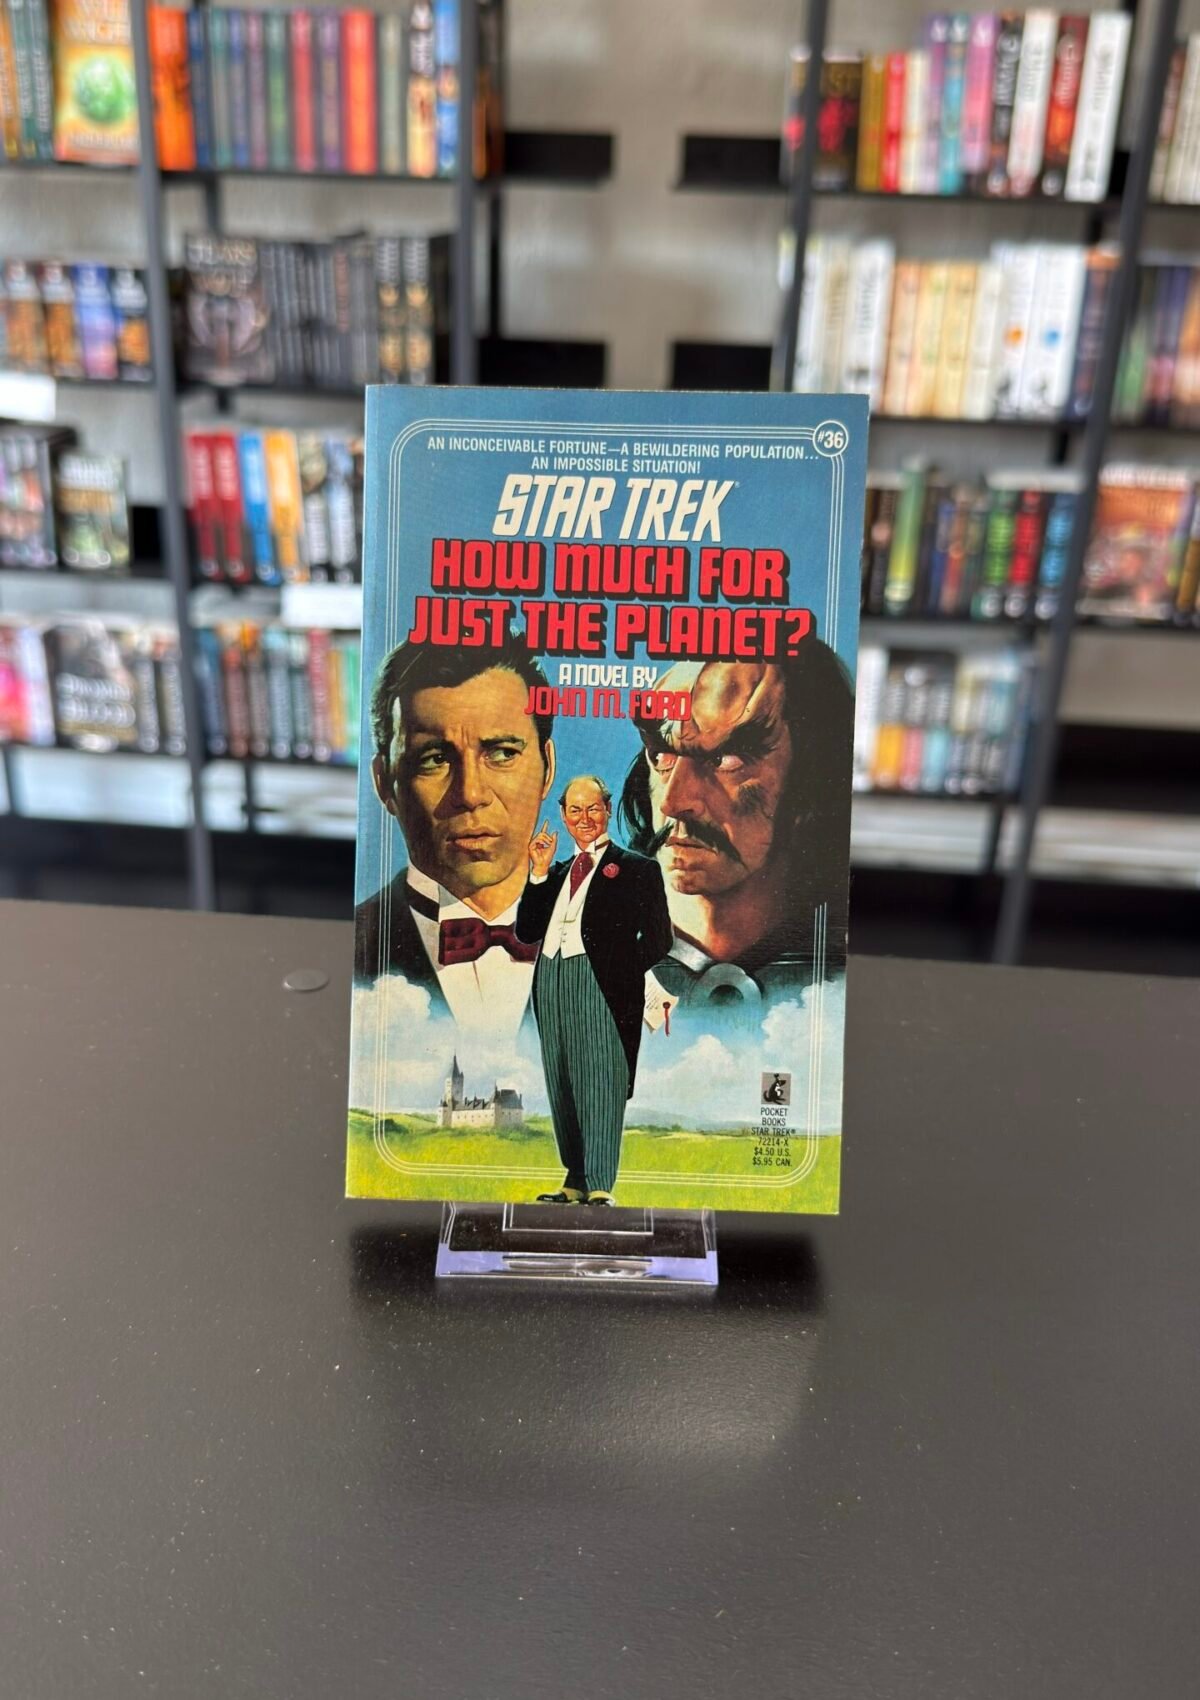 #36
AN INCONCEIVABLE FORTUNE—A BEWILDERING POPULATION...
AN IMPOSSIBLE SITUATION!
STAR TREK®
HOW MUCH FOR
JUST THE PLANET?
A NOVEL BY
JOHN M. FORD
POCKET
BOOKS
STAR TREK®
72214-X
$4.50 U.S.
$5.95 CAN.